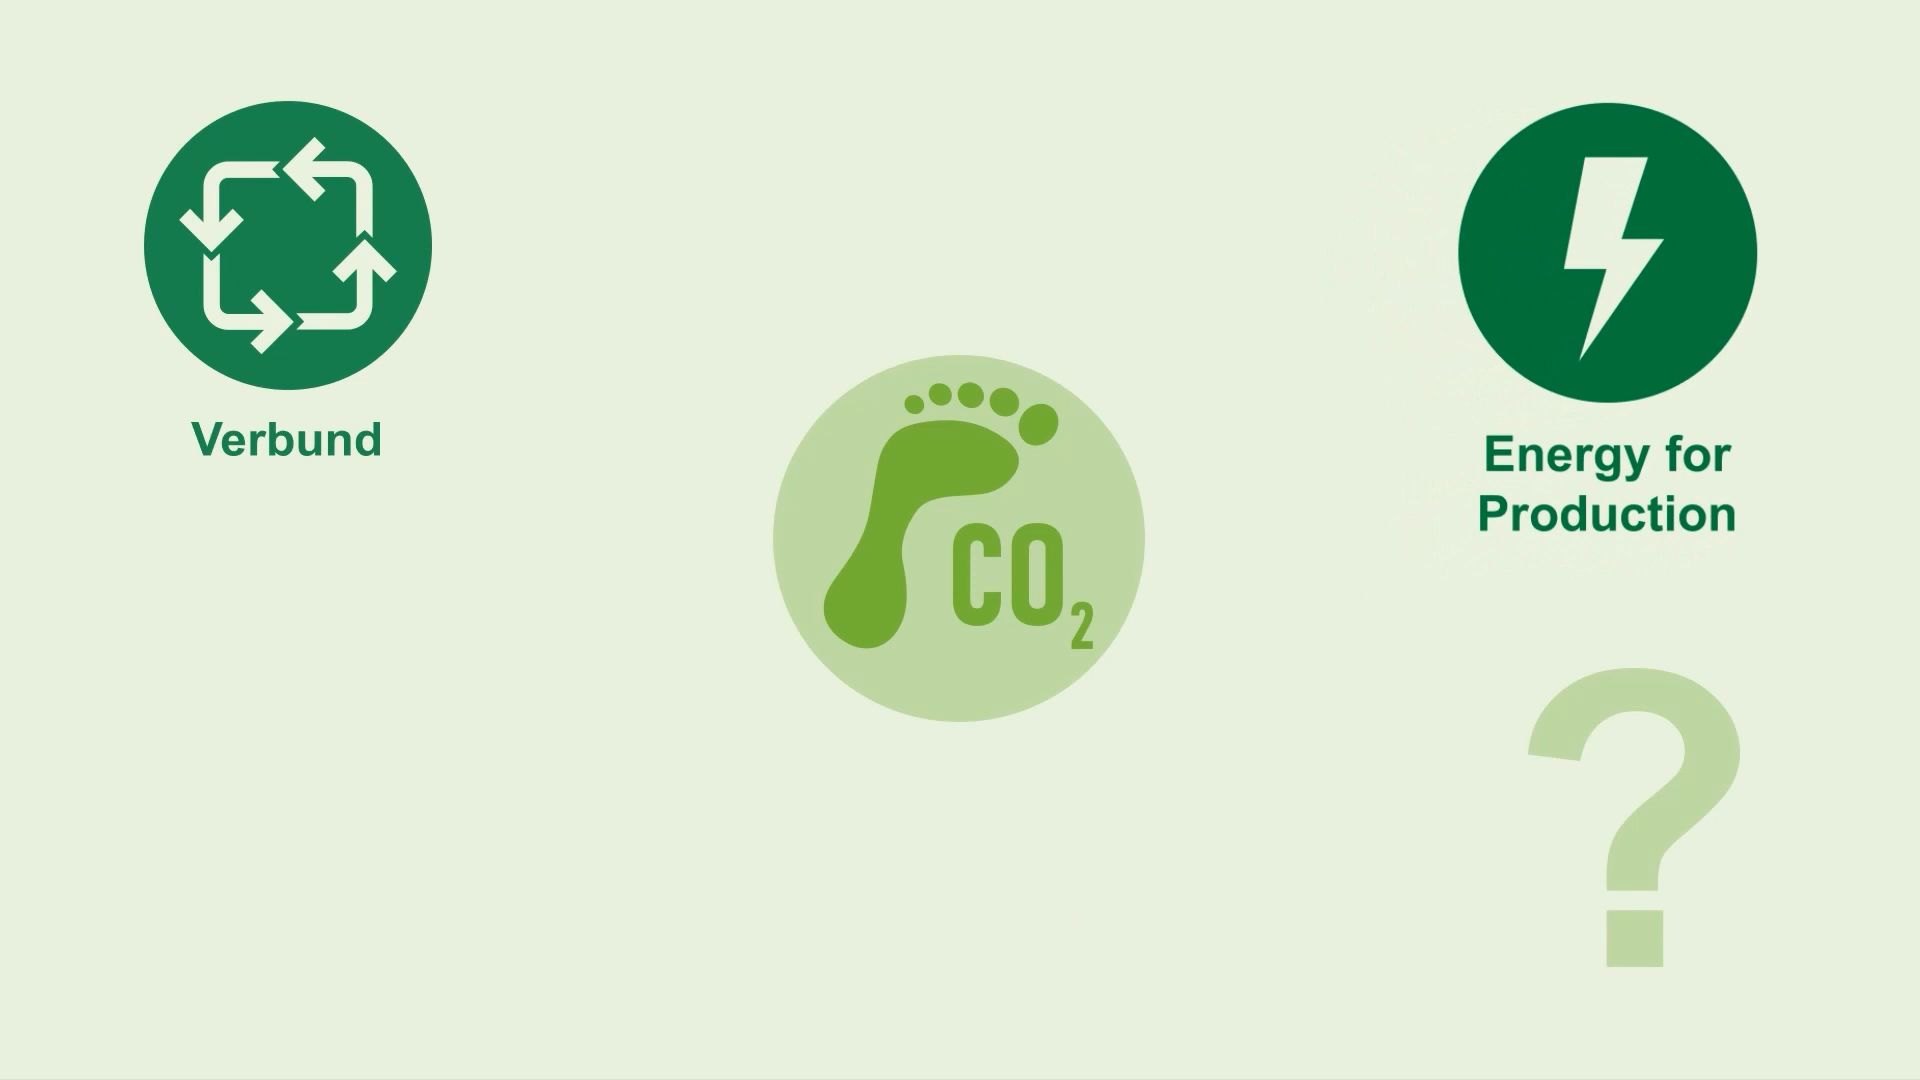 Verbund
Energy for
Production
CO₂
?